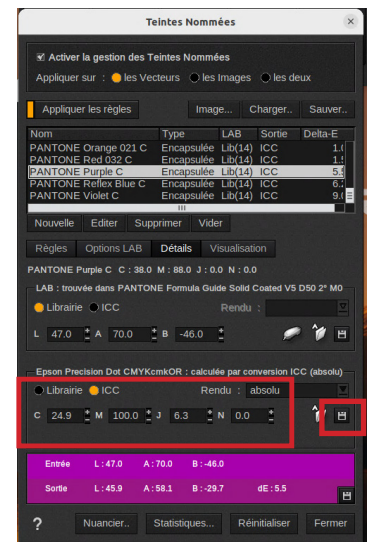 Teintes Nommées ×
Activer la gestion des Teintes Nommées
Appliquer sur : les Vecteurs les Images les deux
Appliquer les règles Image... Charger.. Sauver..
Nom Type LAB Sortie Delta-E
PANTONE Orange 021 C Encapsulée Lib(14) ICC
PANTONE Red 032 C Encapsulée Lib(14) ICC
PANTONE Purple C Encapsulée Lib(14) ICC
PANTONE Reflex Blue C Encapsulée Lib(14) ICC
PANTONE Violet C Encapsulée Lib(14) ICC
Nouvelle Editer Supprimer Vider
Règles Options LAB Détails Visualisation
PANTONE Purple C C : 38.0 M : 88.0 J : 0.0 N : 0.0
LAB : trouvée dans PANTONE Formula Guide Solid Coated V5 D50 2° M0
Librairie ICC Rendu :
L 47.0 A 70.0 B -46.0
Epson Precision Dot CMYKcmkOR : calculée par conversion ICC (absolu)
Librairie ICC Rendu : absolu
C 24.9 M 100.0 J 6.3 N 0.0
Entrée L : 47.0 A : 70.0 B : -46.0
Sortie L : 45.9 A : 58.1 B : -29.7 dE : 5.5
? Nuancier.. Statistiques... Réinitialiser Fermer